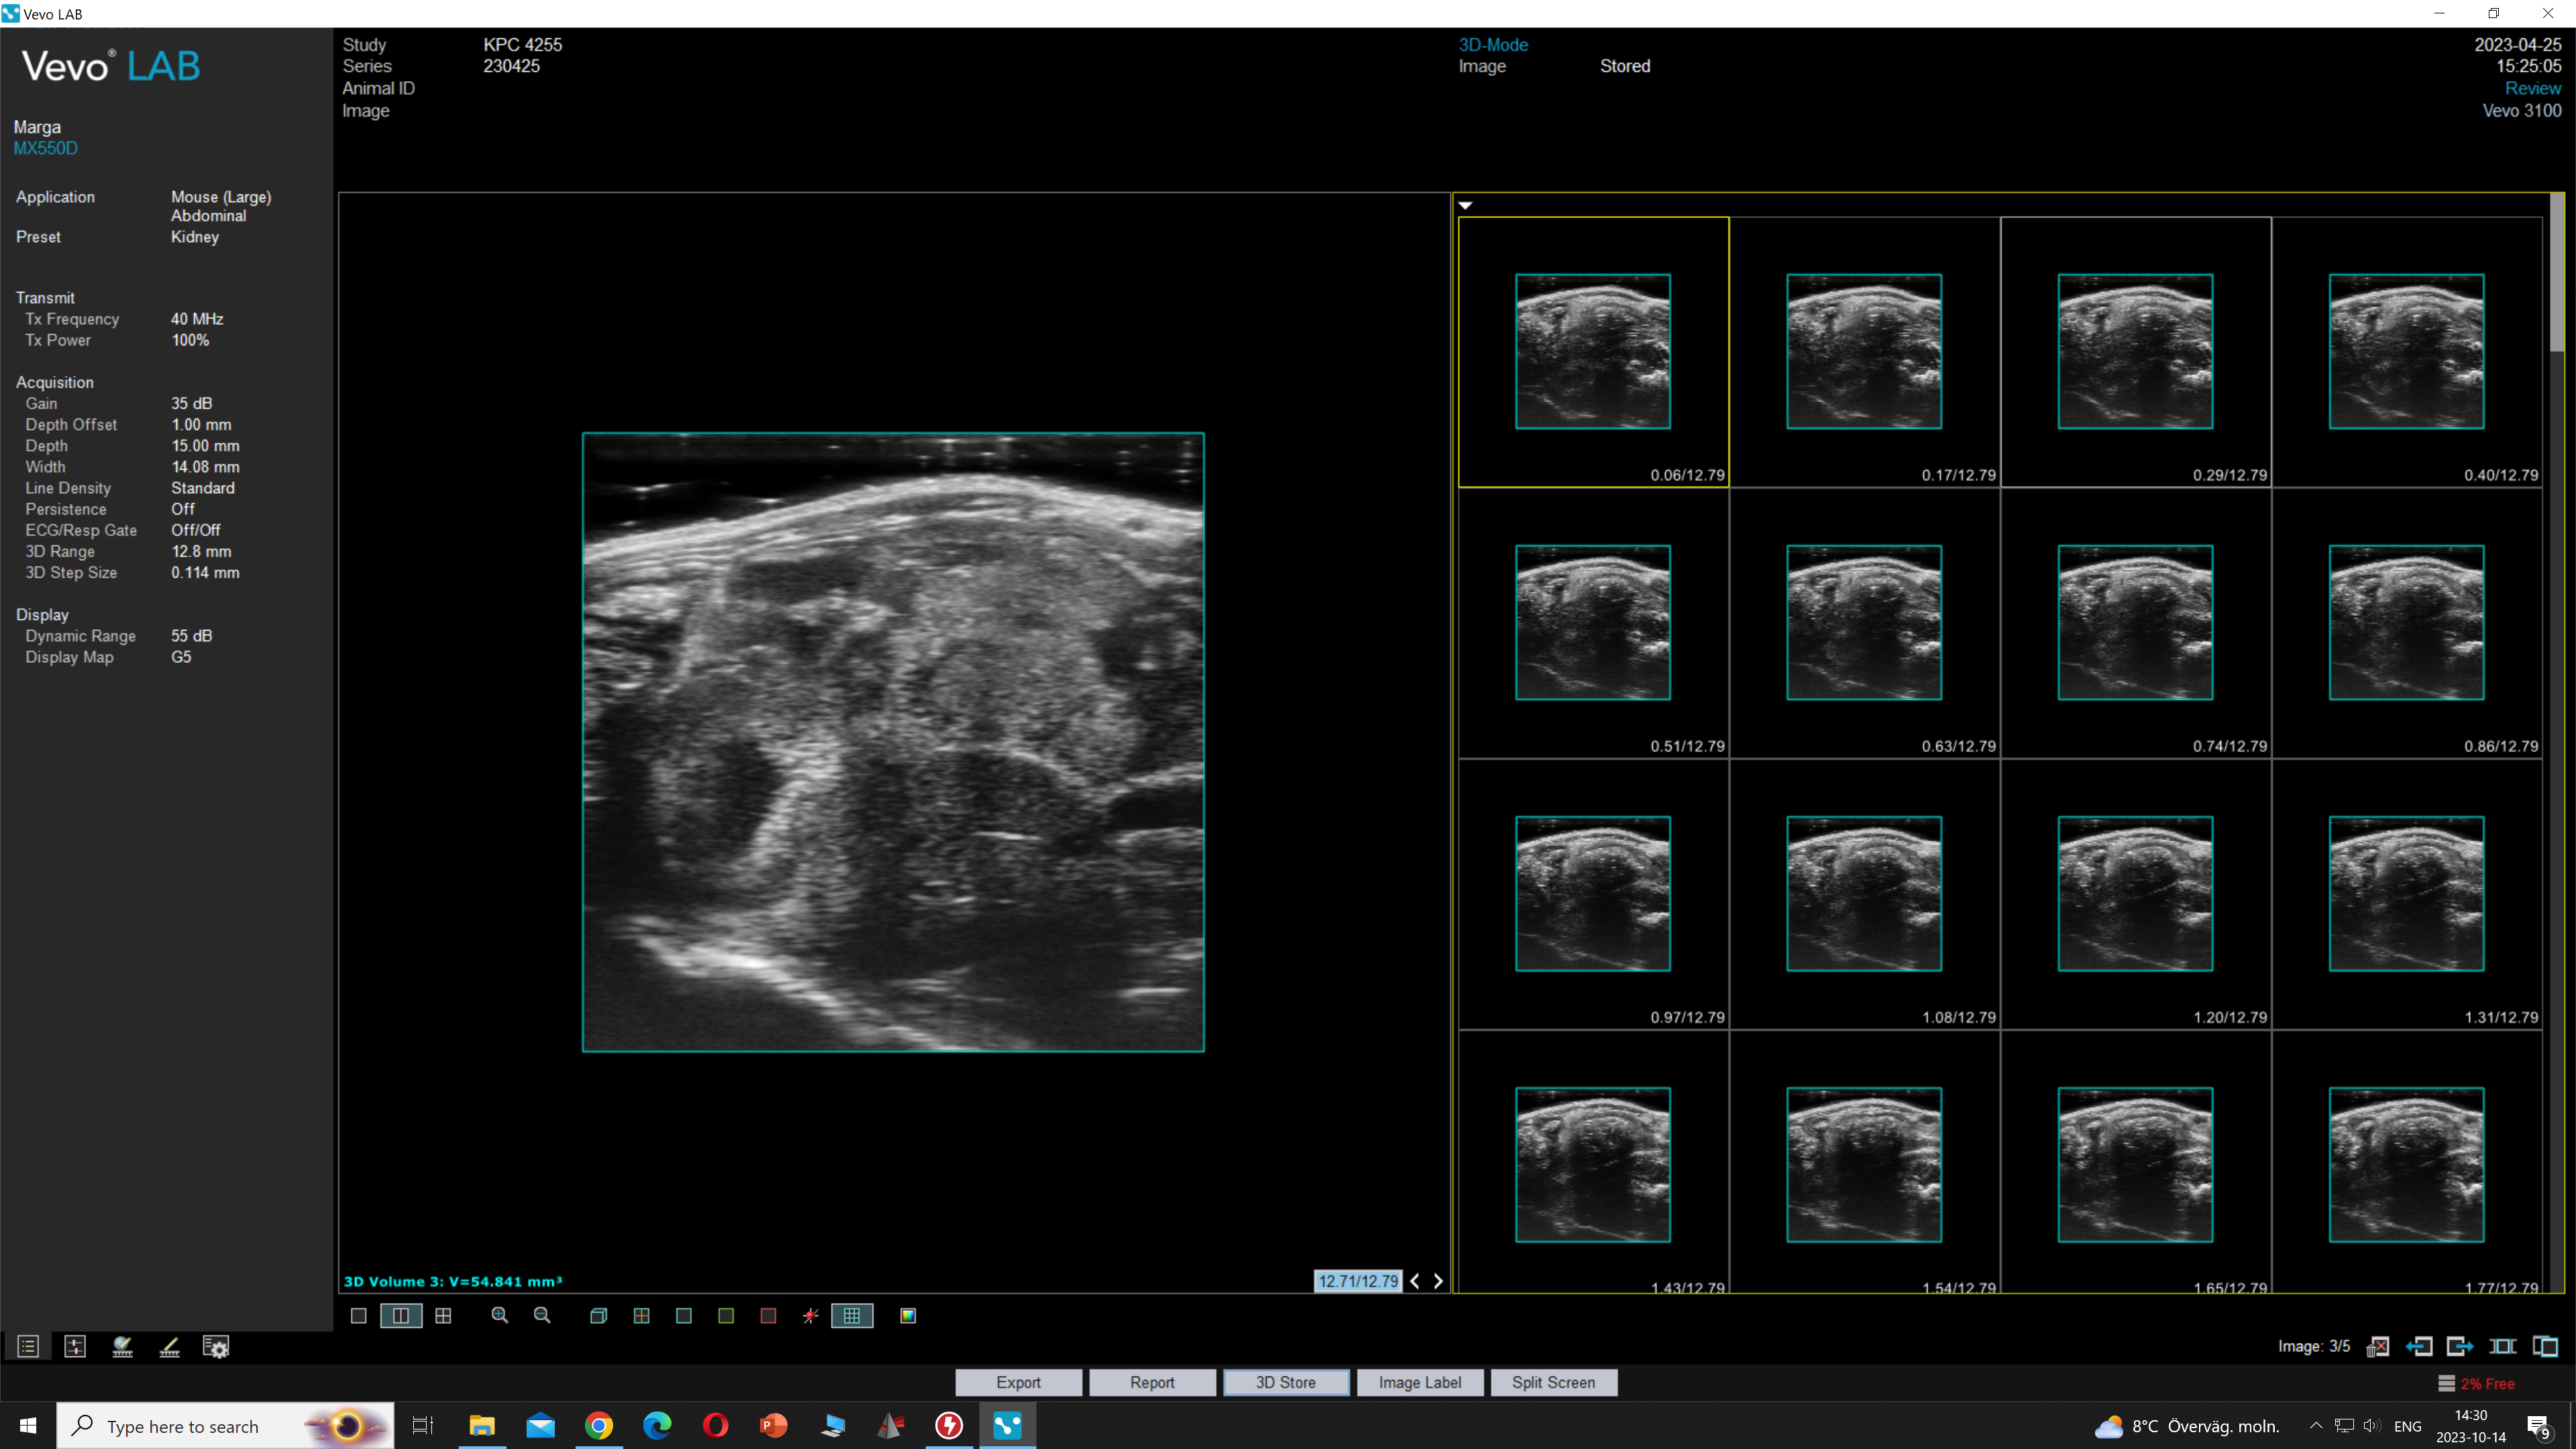 Vevo LAB
Vevo® LAB
Marga
MX550D
Application Mouse (Large)
Abdominal
Preset Kidney
Transmit
Tx Frequency 40 MHz
Tx Power 100%
Acquisition
Gain 35 dB
Depth Offset 1.00 mm
Depth 15.00 mm
Width 14.08 mm
Line Density Standard
Persistence Off
ECG/Resp Gate Off/Off
3D Range 12.8 mm
3D Step Size 0.114 mm
Display
Dynamic Range 55 dB
Display Map G5
Study KPC 4255
Series 230425
Animal ID
Image
3D-Mode
Image Stored
2023-04-25
15:25:05
Review
Vevo 3100
0.06/12.79 0.17/12.79 0.29/12.79 0.40/12.79
0.51/12.79 0.63/12.79 0.74/12.79 0.86/12.79
0.97/12.79 1.08/12.79 1.20/12.79 1.31/12.79
1.43/12.79 1.54/12.79 1.65/12.79 1.77/12.79
3D Volume 3: V=54.841 mm³
12.71/12.79
Image: 3/5
Export Report 3D Store Image Label Split Screen
2% Free
Type here to search
8°C Överväg. moln.
ENG
14:30
2023-10-14
9